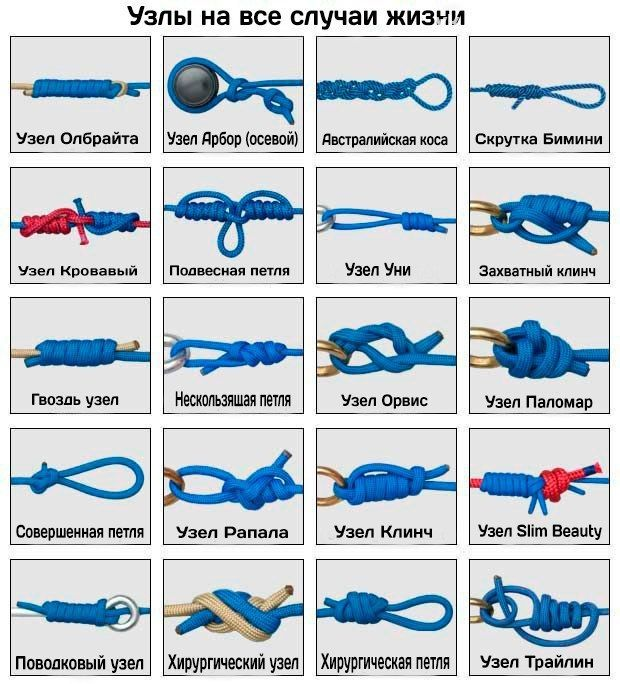 Узлы на все случаи жизни
Узел Олбрайта
Узел Арбор (осевой)
Австралийская коса
Скрутка Бимини
Узел Кровавый
Подвесная петля
Узел Уни
Захватный клинч
Гвоздь узел
Нескользящая петля
Узел Орвис
Узел Паломар
Совершенная петля
Узел Рапала
Узел Клинч
Узел Slim Beauty
Поводковый узел
Хирургический узел
Хирургическая петля
Узел Трайлин